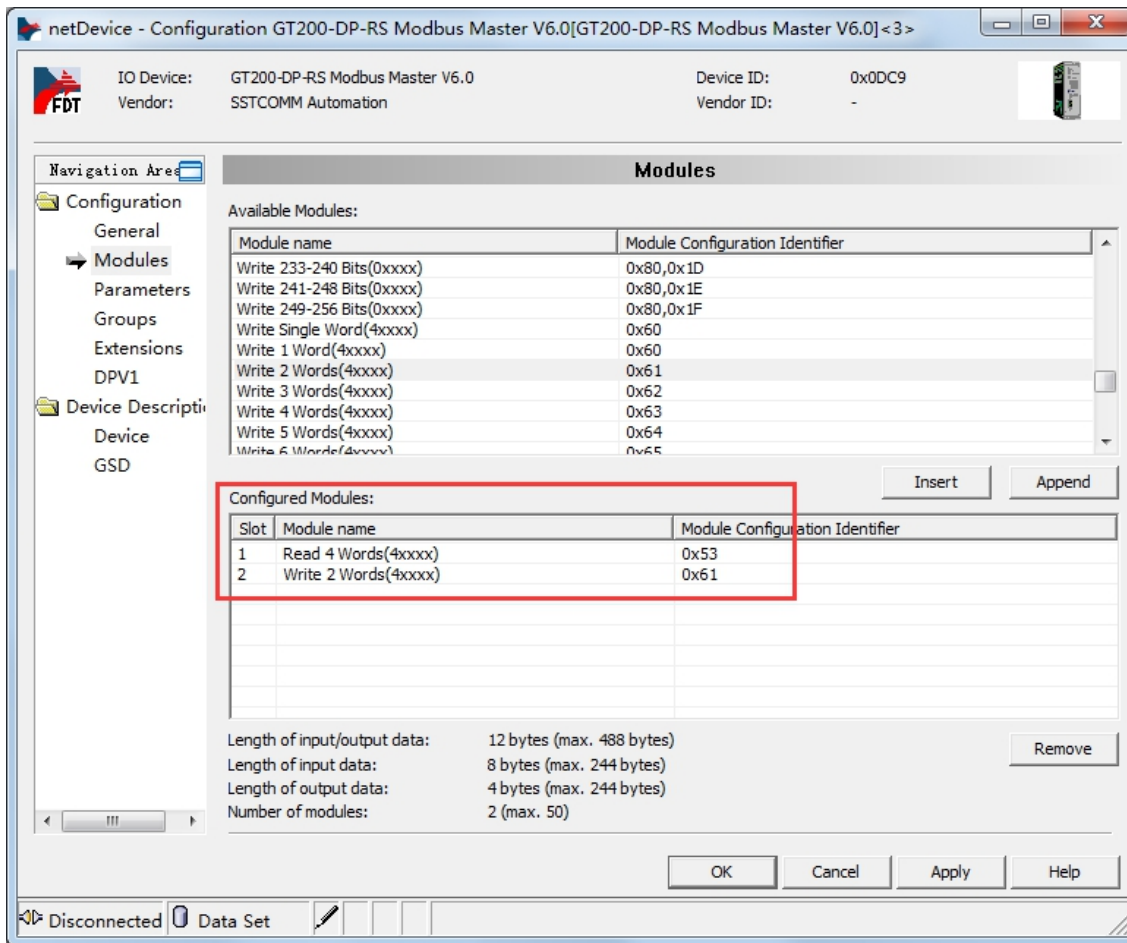 netDevice - Configuration GT200-DP-RS Modbus Master V6.0[GT200-DP-RS Modbus Master V6.0]<3>
FDT
IO Device: GT200-DP-RS Modbus Master V6.0 Device ID: 0x0DC9
Vendor: SSTCOMM Automation Vendor ID: -
Navigation Area
Configuration
General
Modules
Parameters
Groups
Extensions
DPV1
Device Descripti
Device
GSD
Modules
Available Modules:
Module name Module Configuration Identifier
Write 233-240 Bits(0xxxx) 0x80,0x1D
Write 241-248 Bits(0xxxx) 0x80,0x1E
Write 249-256 Bits(0xxxx) 0x80,0x1F
Write Single Word(4xxxx) 0x60
Write 1 Word(4xxxx) 0x60
Write 2 Words(4xxxx) 0x61
Write 3 Words(4xxxx) 0x62
Write 4 Words(4xxxx) 0x63
Write 5 Words(4xxxx) 0x64
Write 6 Words(4xxxx) 0x65
Insert Append
Configured Modules:
Slot Module name Module Configuration Identifier
1 Read 4 Words(4xxxx) 0x53
2 Write 2 Words(4xxxx) 0x61
Length of input/output data: 12 bytes (max. 488 bytes)
Length of input data: 8 bytes (max. 244 bytes)
Length of output data: 4 bytes (max. 244 bytes)
Number of modules: 2 (max. 50)
Remove
OK Cancel Apply Help
Disconnected Data Set